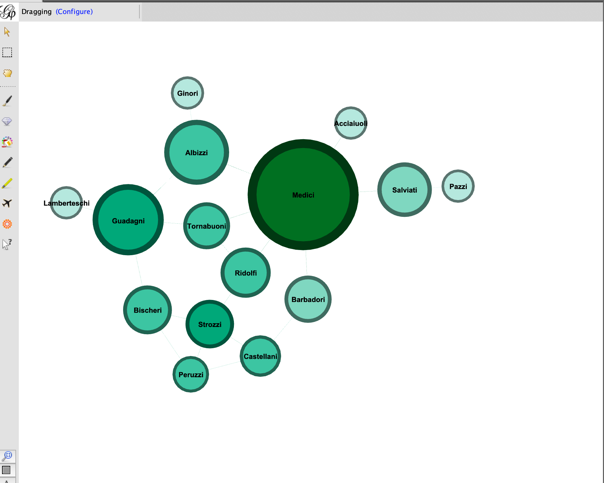 Dragging (Configure)
Ginori
Acciaiuoli
Albizzi
Medici
Salviati
Pazzi
Lamberteschi
Guadagni
Tornabuoni
Ridolfi
Barbadori
Bischeri
Strozzi
Castellani
Peruzzi